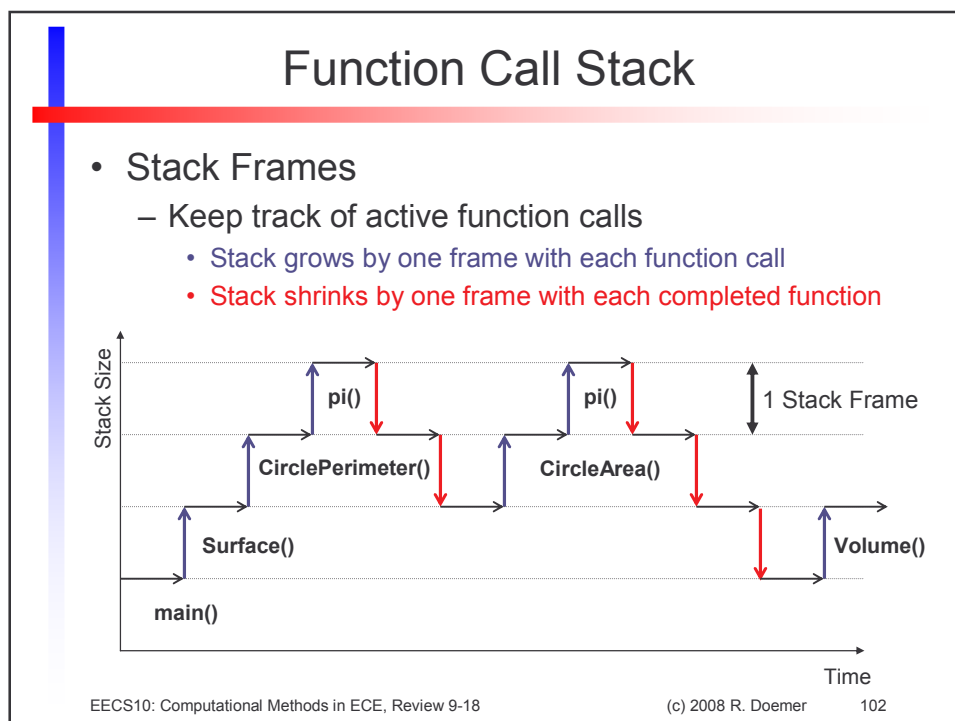 Function Call Stack
• Stack Frames
– Keep track of active function calls
• Stack grows by one frame with each function call
• Stack shrinks by one frame with each completed function
Stack Size
pi()
pi()
1 Stack Frame
CirclePerimeter()
CircleArea()
Surface()
Volume()
main()
Time
EECS10: Computational Methods in ECE, Review 9-18
(c) 2008 R. Doemer
102